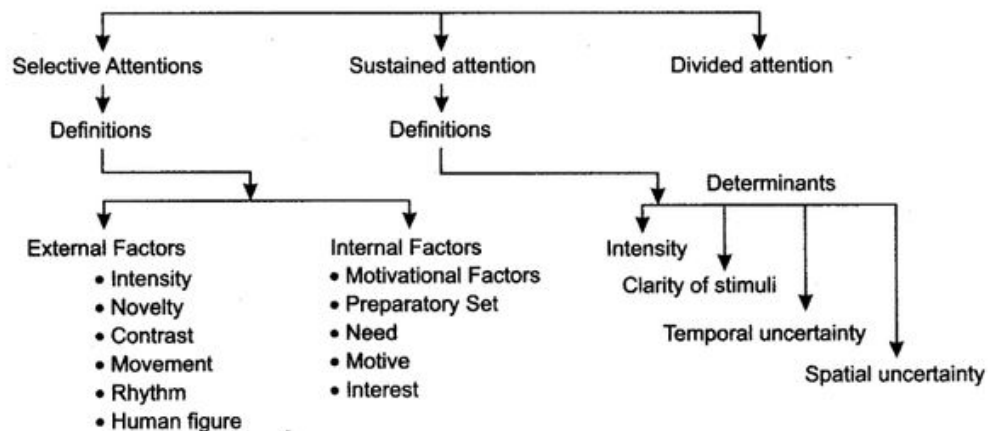 Selective Attentions
Sustained attention
Divided attention
Definitions
Definitions
Determinants
External Factors
• Intensity
• Novelty
• Contrast
• Movement
• Rhythm
• Human figure
Internal Factors
• Motivational Factors
• Preparatory Set
• Need
• Motive
• Interest
Intensity
Clarity of stimuli
Temporal uncertainty
Spatial uncertainty